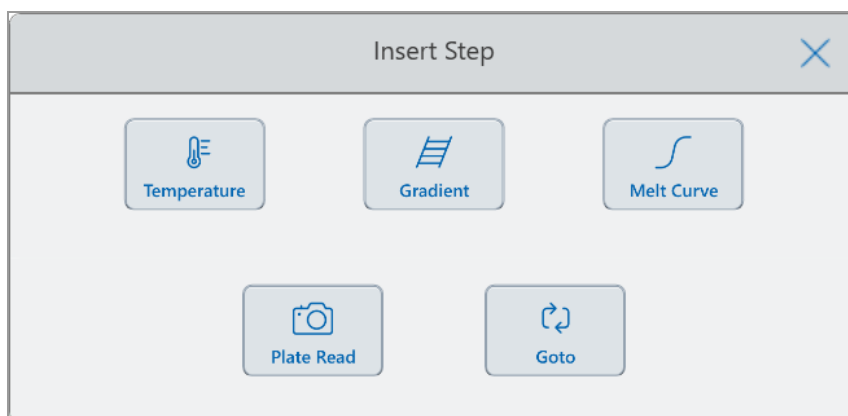 Insert Step
Temperature
Gradient
Melt Curve
Plate Read
Goto